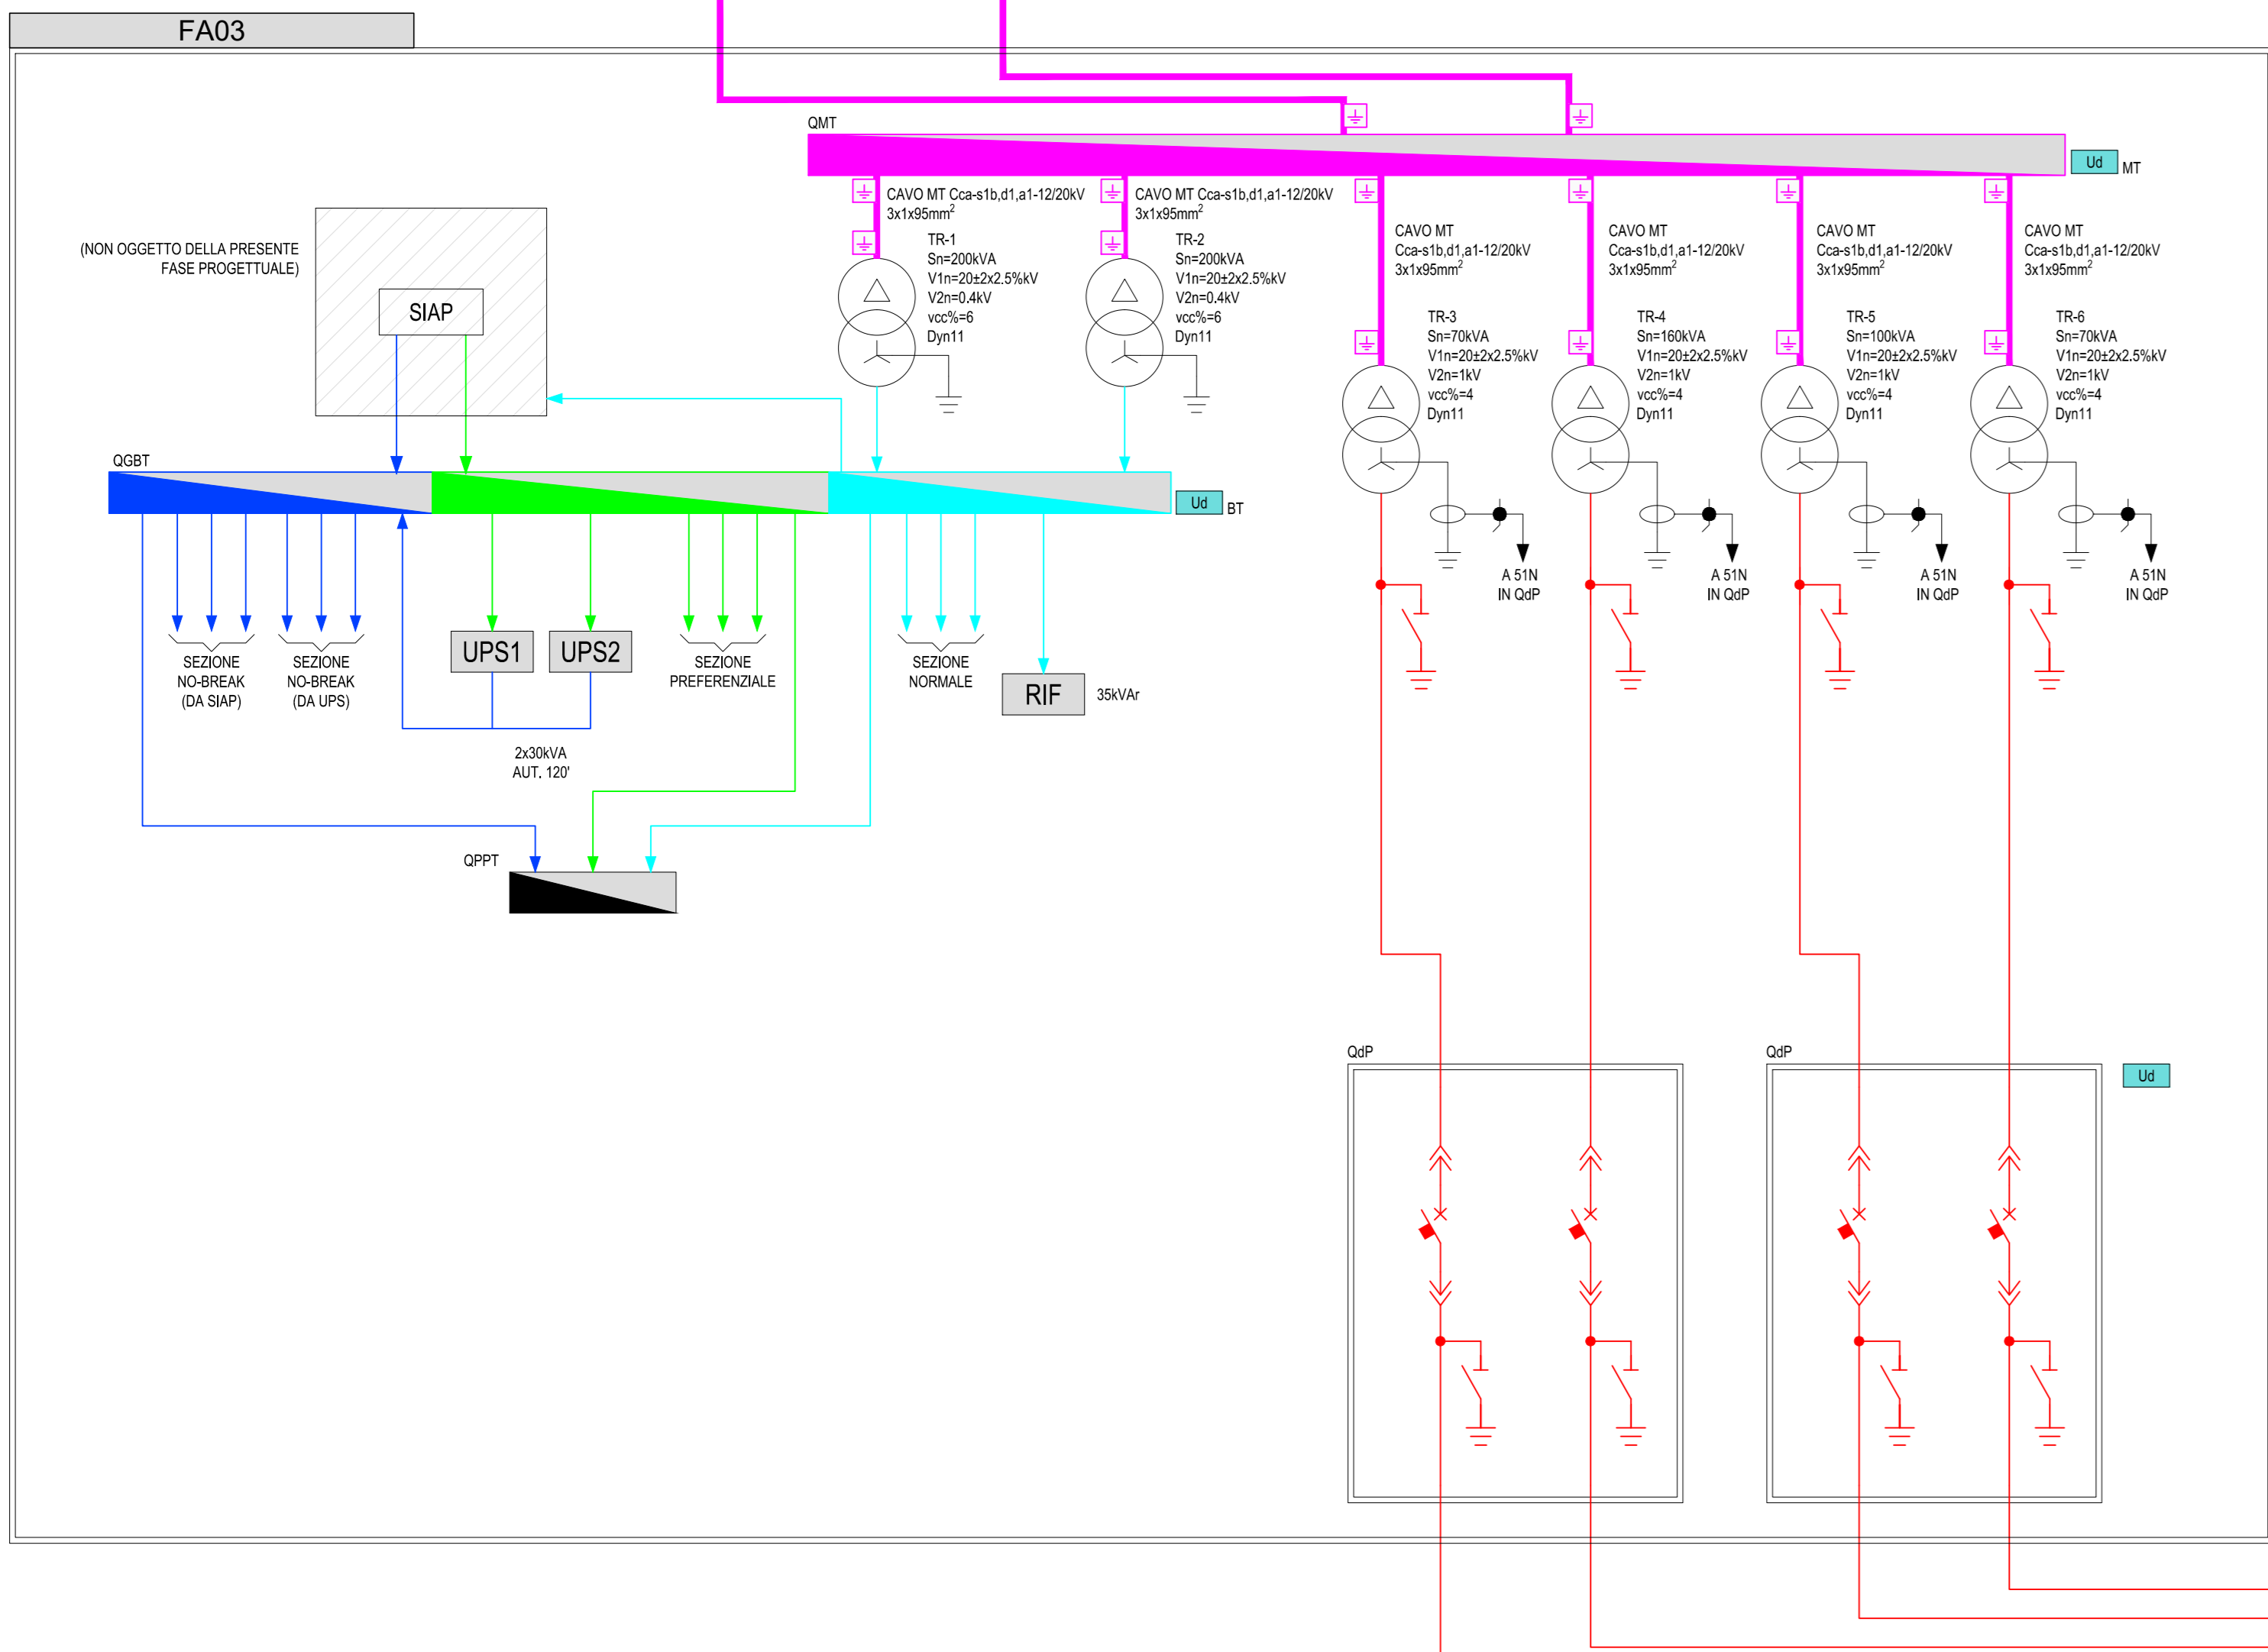 FA03
QMT
Ud
MT
CAVO MT Cca-s1b,d1,a1-12/20kV
3x1x95mm²
TR-1
Sn=200kVA
V1n=20±2x2.5%kV
V2n=0.4kV
vcc%=6
Dyn11
CAVO MT Cca-s1b,d1,a1-12/20kV
3x1x95mm²
TR-2
Sn=200kVA
V1n=20±2x2.5%kV
V2n=0.4kV
vcc%=6
Dyn11
CAVO MT
Cca-s1b,d1,a1-12/20kV
3x1x95mm²
TR-3
Sn=70kVA
V1n=20±2x2.5%kV
V2n=1kV
vcc%=4
Dyn11
CAVO MT
Cca-s1b,d1,a1-12/20kV
3x1x95mm²
TR-4
Sn=160kVA
V1n=20±2x2.5%kV
V2n=1kV
vcc%=4
Dyn11
CAVO MT
Cca-s1b,d1,a1-12/20kV
3x1x95mm²
TR-5
Sn=100kVA
V1n=20±2x2.5%kV
V2n=1kV
vcc%=4
Dyn11
CAVO MT
Cca-s1b,d1,a1-12/20kV
3x1x95mm²
TR-6
Sn=70kVA
V1n=20±2x2.5%kV
V2n=1kV
vcc%=4
Dyn11
(NON OGGETTO DELLA PRESENTE
FASE PROGETTUALE)
SIAP
QGBT
Ud
BT
A 51N
IN QdP
A 51N
IN QdP
A 51N
IN QdP
A 51N
IN QdP
SEZIONE
NO-BREAK
(DA SIAP)
SEZIONE
NO-BREAK
(DA UPS)
UPS1
UPS2
SEZIONE
PREFERENZIALE
SEZIONE
NORMALE
RIF
35kVAr
2x30kVA
AUT. 120'
QPPT
QdP
QdP
Ud